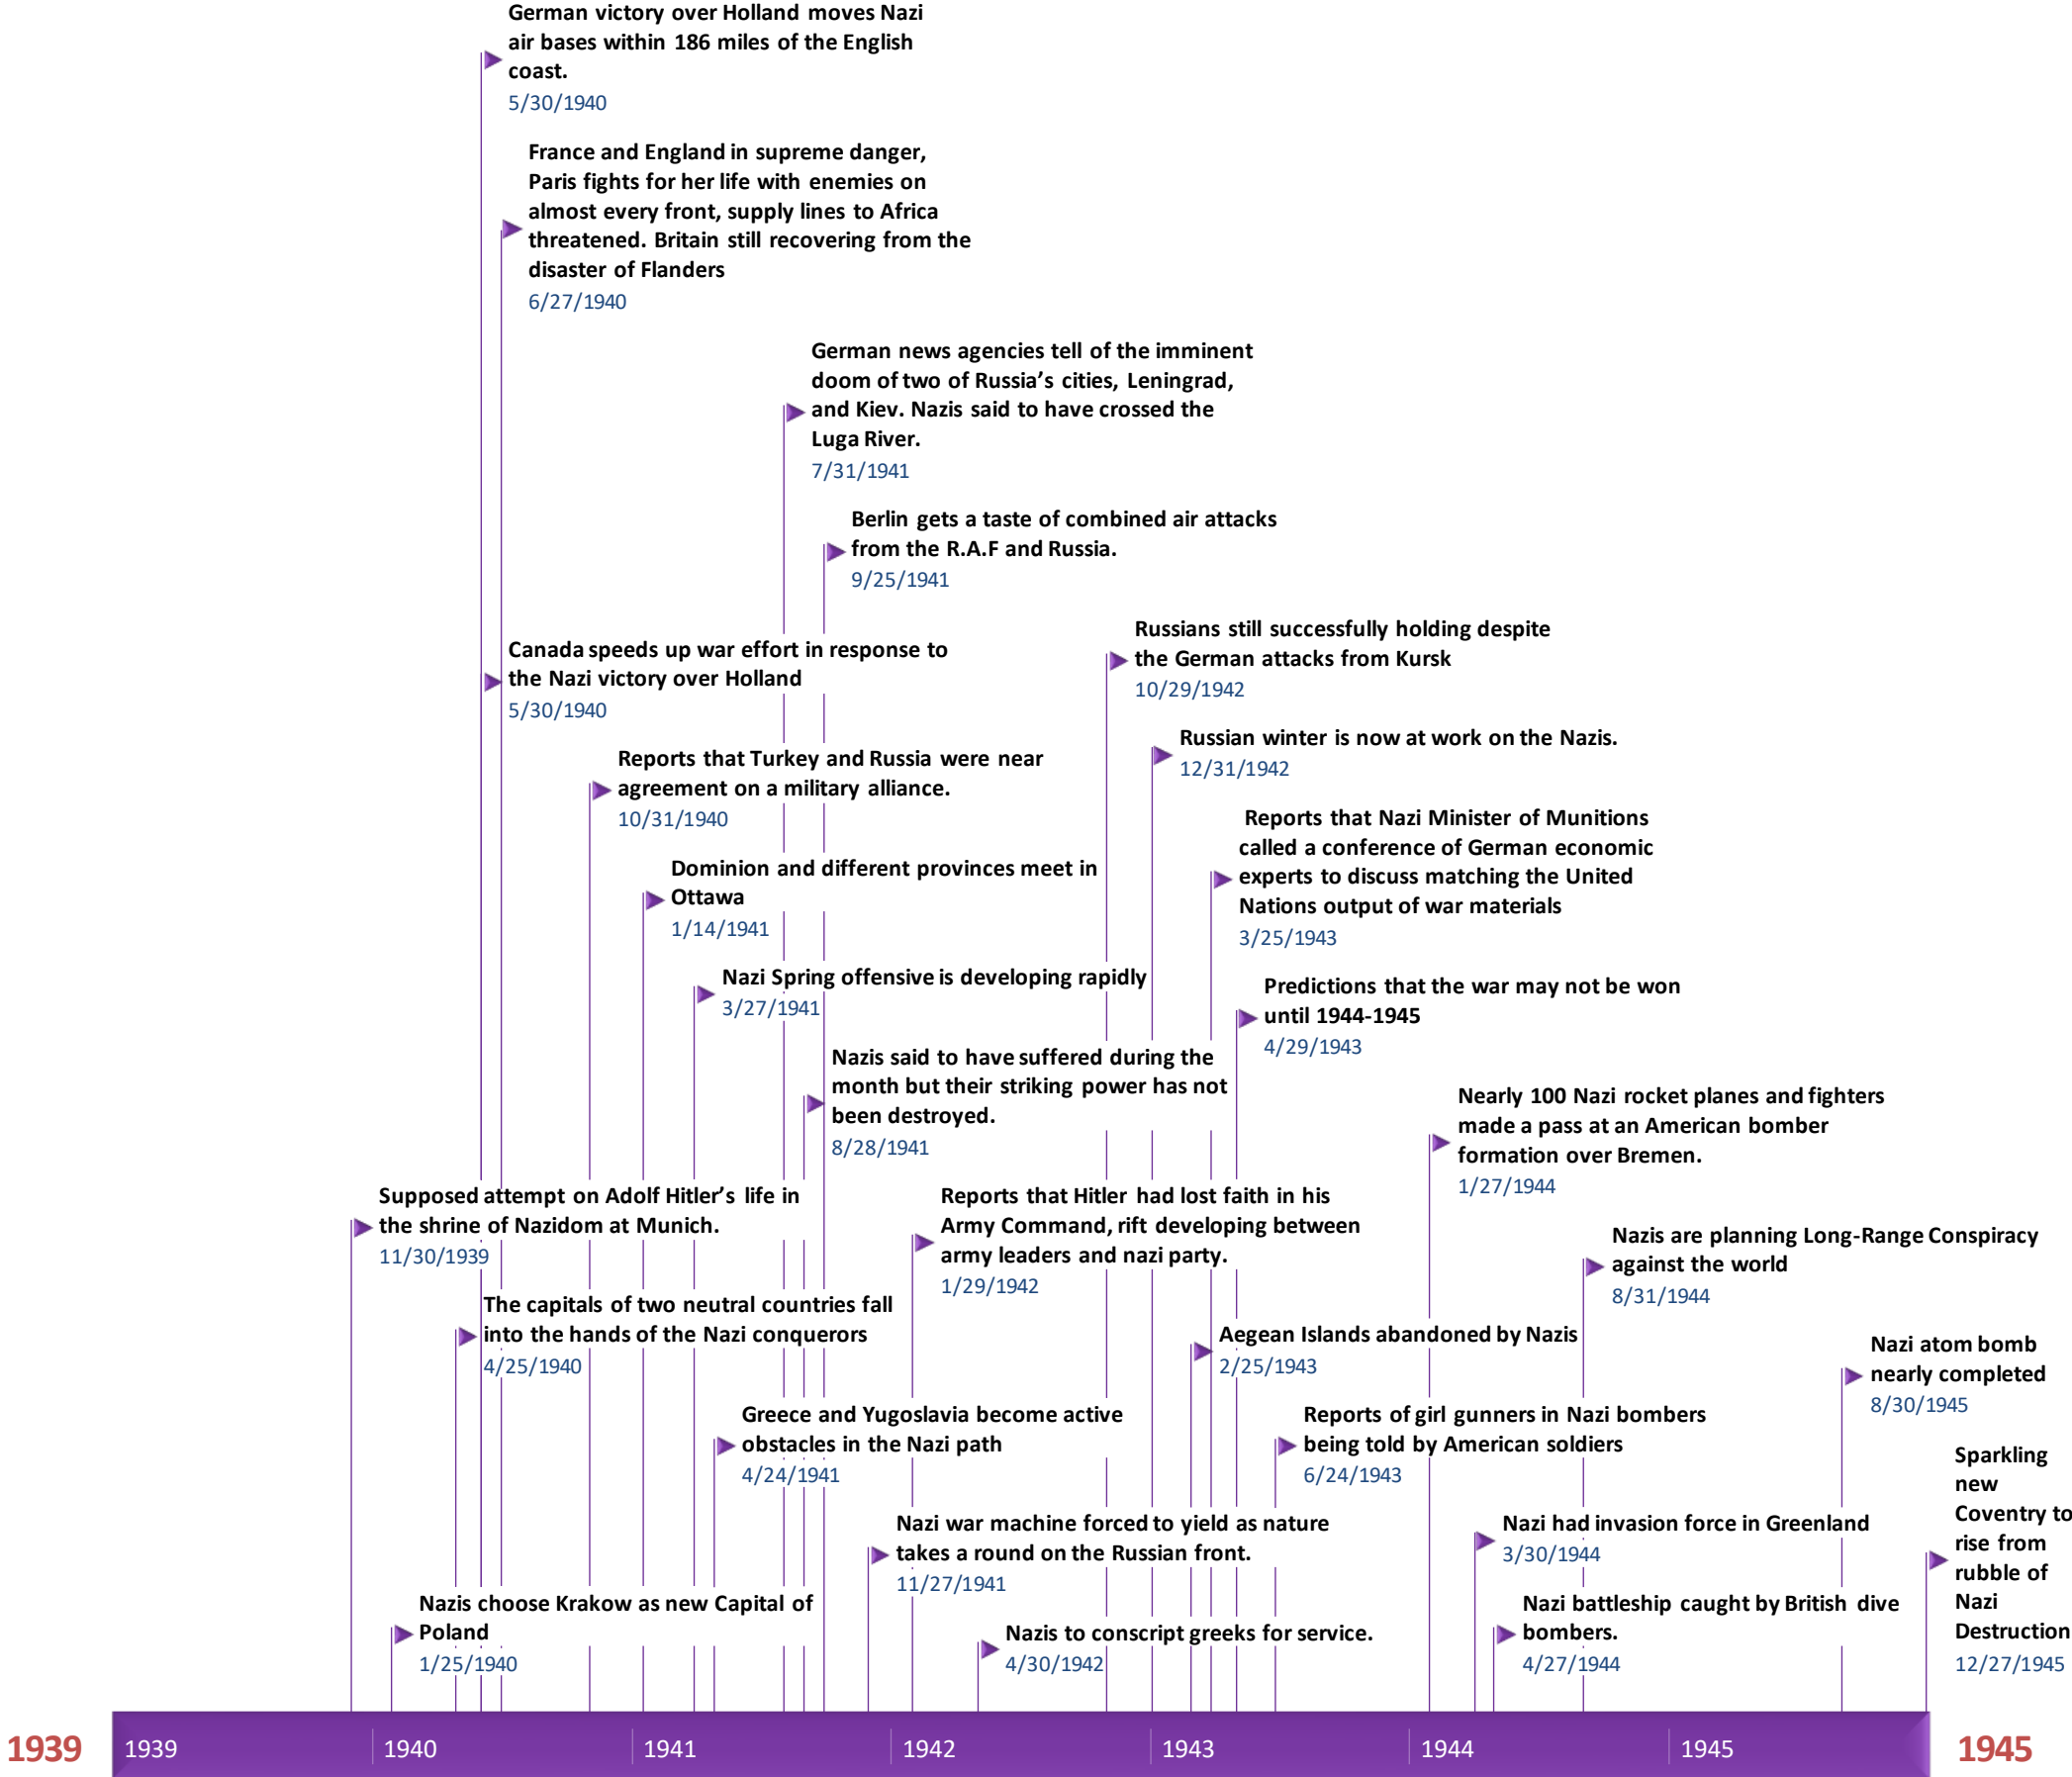 German victory over Holland moves Nazi
air bases within 186 miles of the English
coast.
5/30/1940
France and England in supreme danger,
Paris fights for her life with enemies on
almost every front, supply lines to Africa
threatened. Britain still recovering from the
disaster of Flanders
6/27/1940
German news agencies tell of the imminent
doom of two of Russia’s cities, Leningrad,
and Kiev. Nazis said to have crossed the
Luga River.
7/31/1941
Berlin gets a taste of combined air attacks
from the R.A.F and Russia.
9/25/1941
Canada speeds up war effort in response to
the Nazi victory over Holland
5/30/1940
Russians still successfully holding despite
the German attacks from Kursk
10/29/1942
Reports that Turkey and Russia were near
agreement on a military alliance.
10/31/1940
Russian winter is now at work on the Nazis.
12/31/1942
Dominion and different provinces meet in
Ottawa
1/14/1941
Reports that Nazi Minister of Munitions
called a conference of German economic
experts to discuss matching the United
Nations output of war materials
3/25/1943
Nazi Spring offensive is developing rapidly
3/27/1941
Predictions that the war may not be won
until 1944-1945
4/29/1943
Nazis said to have suffered during the
month but their striking power has not
been destroyed.
8/28/1941
Nearly 100 Nazi rocket planes and fighters
made a pass at an American bomber
formation over Bremen.
1/27/1944
Supposed attempt on Adolf Hitler’s life in
the shrine of Nazidom at Munich.
11/30/1939
Reports that Hitler had lost faith in his
Army Command, rift developing between
army leaders and nazi party.
1/29/1942
Nazis are planning Long-Range Conspiracy
against the world
8/31/1944
The capitals of two neutral countries fall
into the hands of the Nazi conquerors
4/25/1940
Aegean Islands abandoned by Nazis
2/25/1943
Nazi atom bomb
nearly completed
8/30/1945
Greece and Yugoslavia become active
obstacles in the Nazi path
4/24/1941
Reports of girl gunners in Nazi bombers
being told by American soldiers
6/24/1943
Sparkling
new
Coventry to
rise from
rubble of
Nazi
Destruction
12/27/1945
Nazi war machine forced to yield as nature
takes a round on the Russian front.
11/27/1941
Nazi had invasion force in Greenland
3/30/1944
Nazis choose Krakow as new Capital of
Poland
1/25/1940
Nazis to conscript greeks for service.
4/30/1942
Nazi battleship caught by British dive
bombers.
4/27/1944
1939 1939 1940 1941 1942 1943 1944 1945 1945